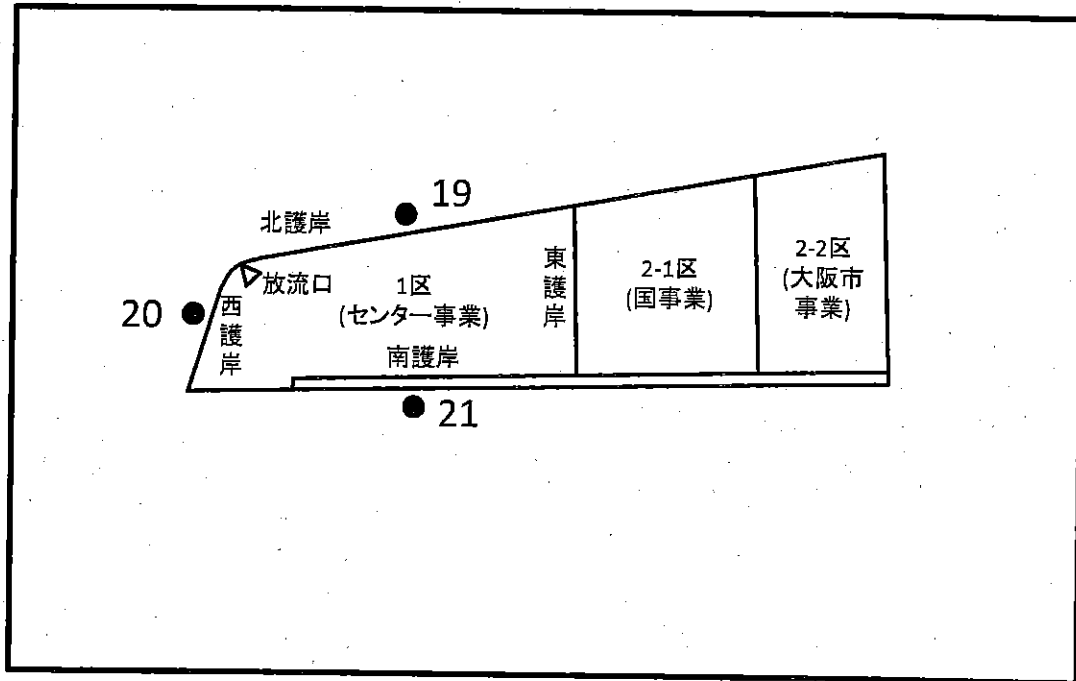 19
北護岸
2-2区
(大阪市
事業)
東護岸
2-1区
(国事業)
放流口
1区
(センター事業)
20
西護岸
南護岸
21